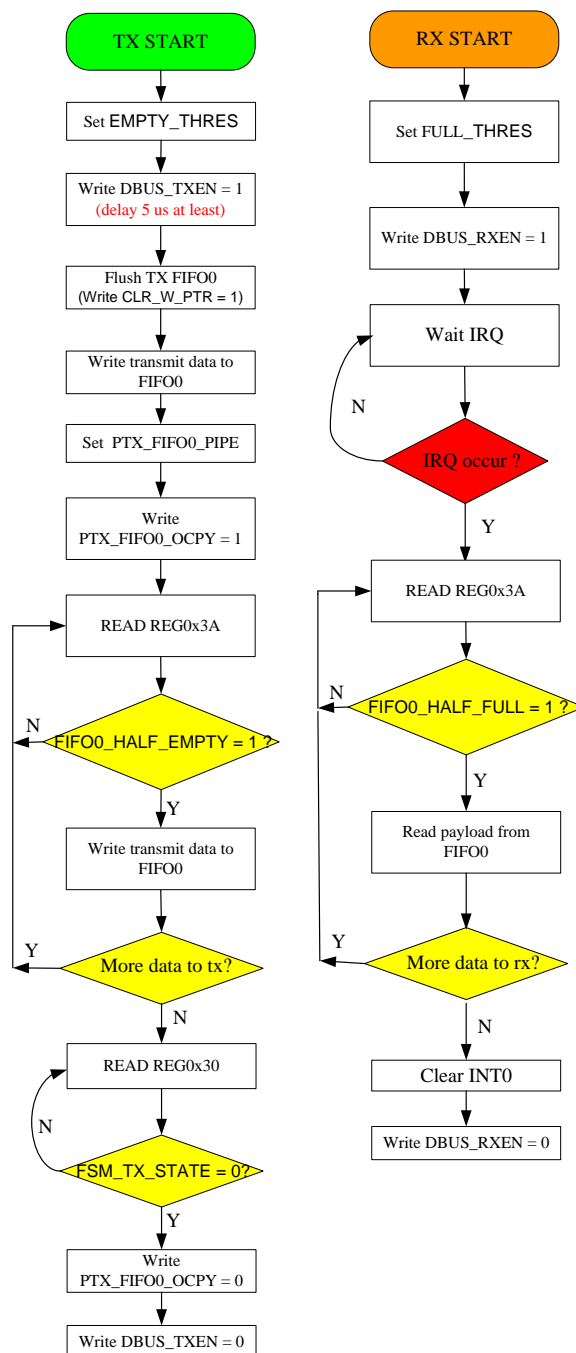 TX START
Set EMPTY_THRES
Write DBUS_TXEN = 1
(delay 5 us at least)
Flush TX FIFO0
(Write CLR_W_PTR = 1)
Write transmit data to
FIFO0
Set PTX_FIFO0_PIPE
Write
PTX_FIFO0_OCPY = 1
READ REG0x3A
N
FIFO0_HALF_EMPTY = 1 ?
Y
Write transmit data to
FIFO0
Y
More data to tx?
N
READ REG0x30
N
FSM_TX_STATE = 0?
Y
Write
PTX_FIFO0_OCPY = 0
Write DBUS_TXEN = 0
RX START
Set FULL_THRES
Write DBUS_RXEN = 1
Wait IRQ
N
IRQ occur ?
Y
READ REG0x3A
N
FIFO0_HALF_FULL = 1 ?
Y
Read payload from
FIFO0
Y
More data to rx?
N
Clear INT0
Write DBUS_RXEN = 0